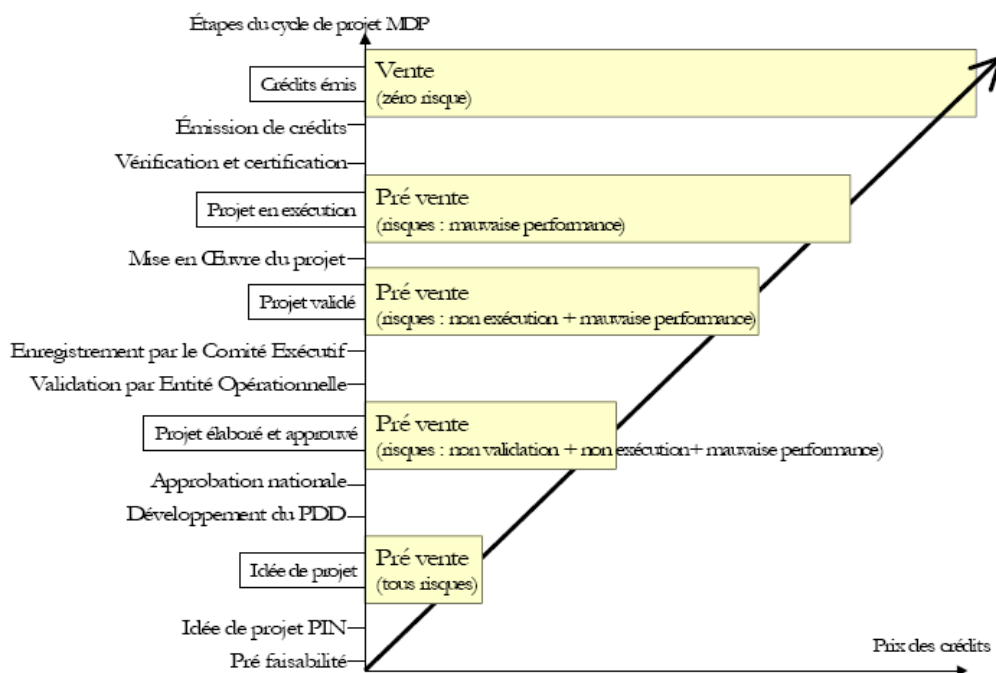 Étapes du cycle de projet MDP
Crédits émis
Vente
(zéro risque)
Émission de crédits
Vérification et certification
Projet en exécution
Pré vente
(risques : mauvaise performance)
Mise en Œuvre du projet
Projet validé
Pré vente
(risques : non exécution + mauvaise performance)
Enregistrement par le Comité Exécutif
Validation par Entité Opérationnelle
Projet élaboré et approuvé
Pré vente
(risques : non validation + non exécution+ mauvaise performance)
Approbation nationale
Développement du PDD
Idée de projet
Pré vente
(tous risques)
Idée de projet PIN
Pré faisabilité
Prix des crédits